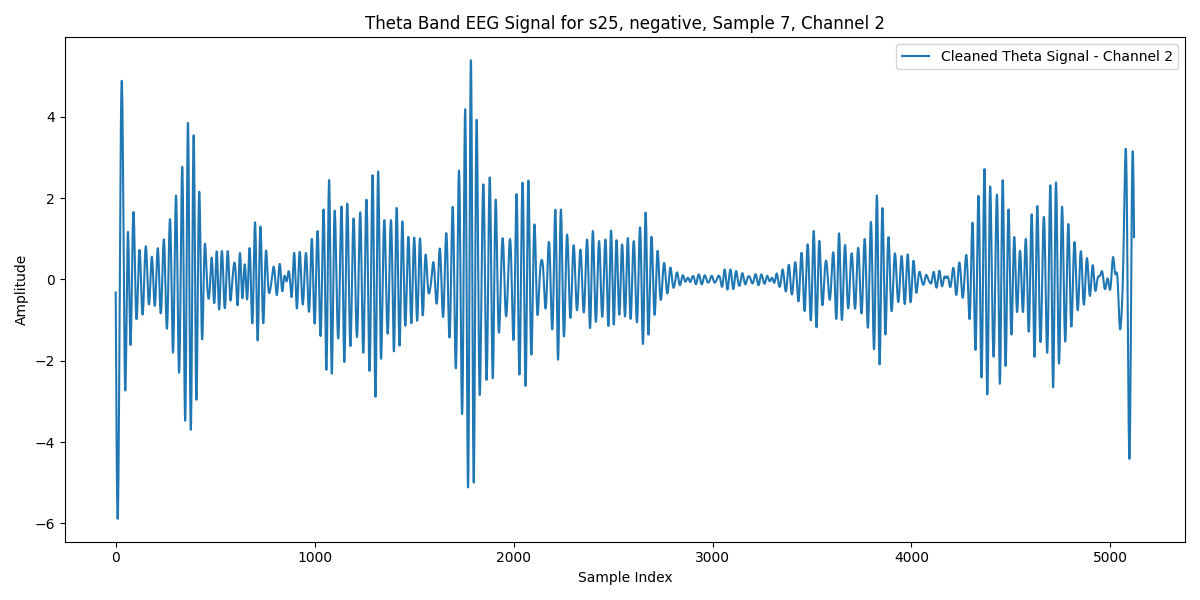 Theta Band EEG Signal for s25, negative, Sample 7, Channel 2
Cleaned Theta Signal - Channel 2
Amplitude
4
2
0
−2
−4
−6
0 1000 2000 3000 4000 5000
Sample Index